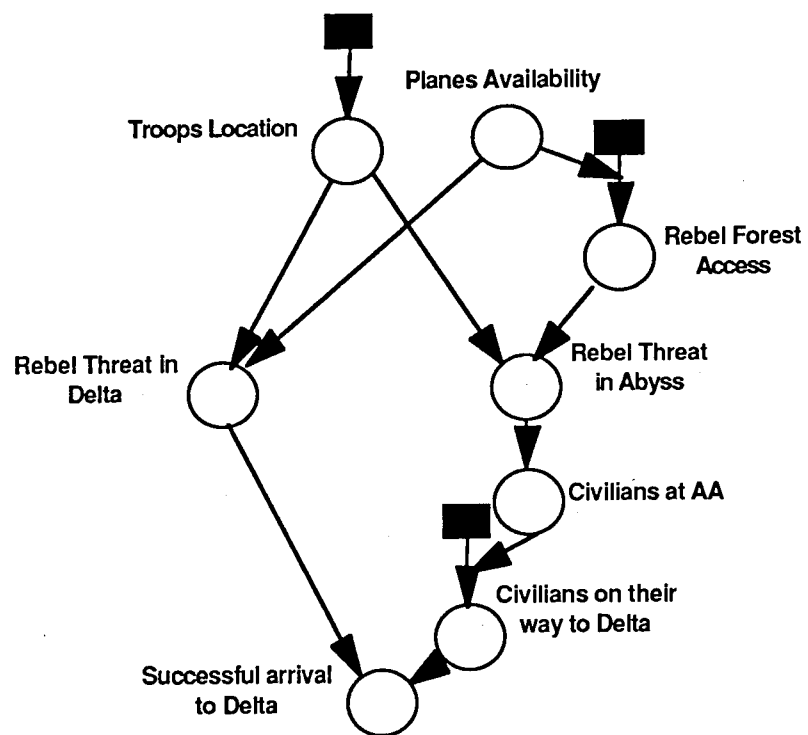 Planes Availability
Troops Location
Rebel Forest
Access
Rebel Threat in
Delta
Rebel Threat
in Abyss
Civilians at AA
Civilians on their
way to Delta
Successful arrival
to Delta